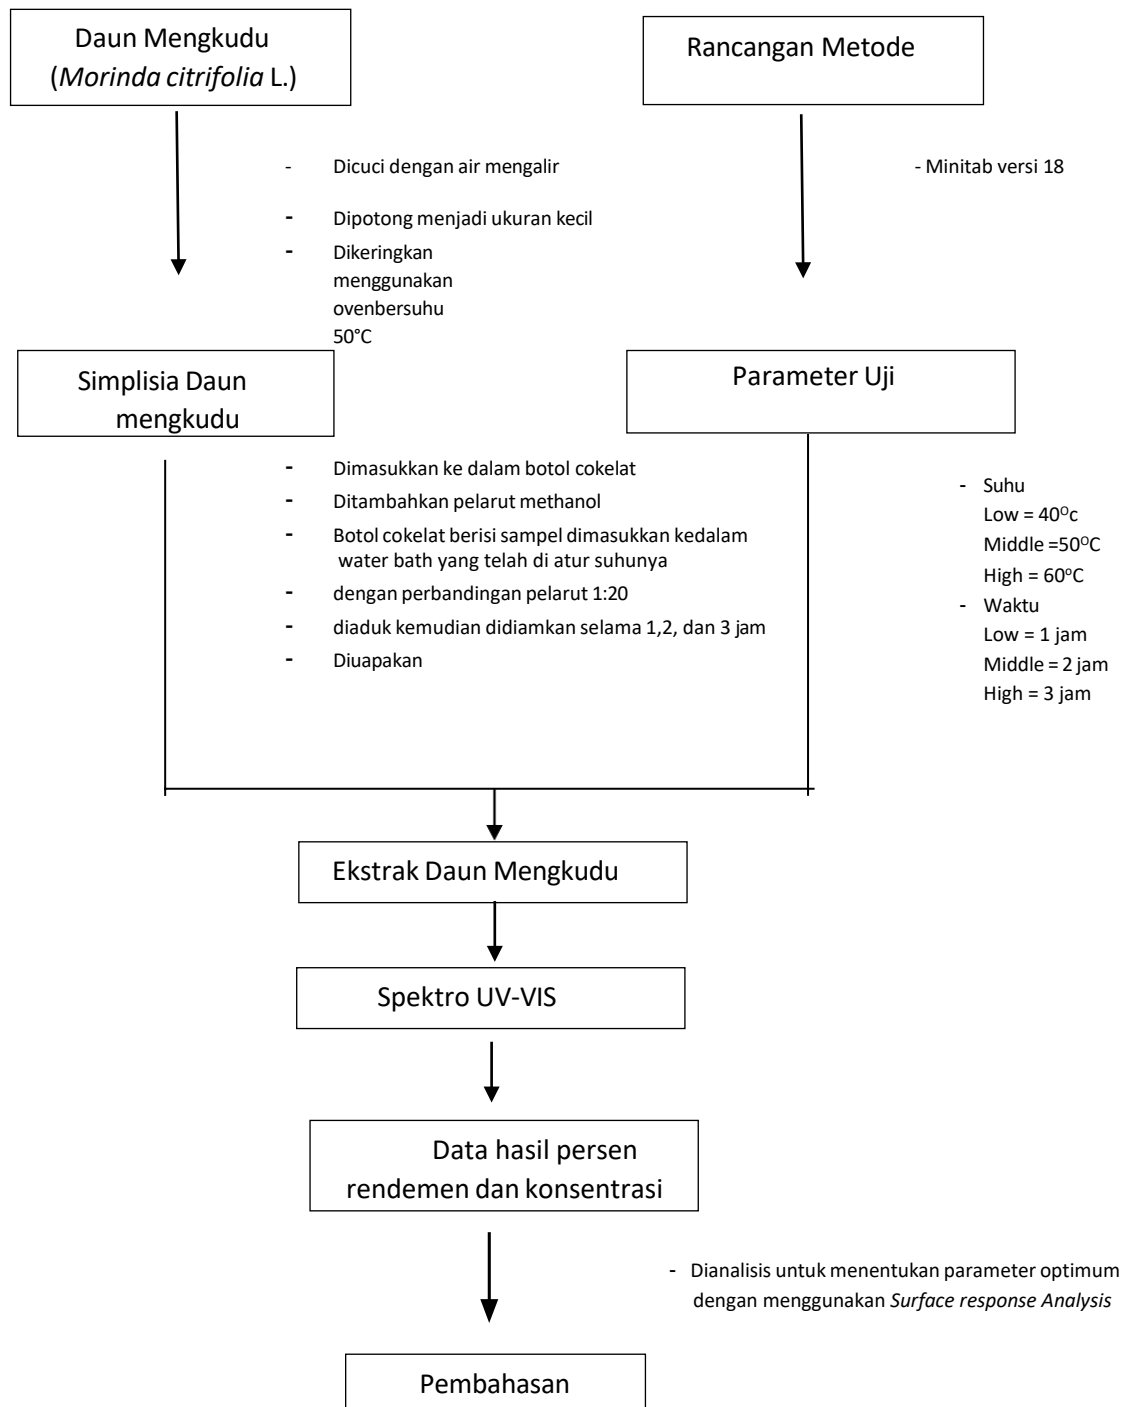 Daun Mengkudu
(Morinda citrifolia L.)
Rancangan Metode
- Dicuci dengan air mengalir
- Minitab versi 18
- Dipotong menjadi ukuran kecil
- Dikeringkan
menggunakan
ovenbersuhu
50°C
Simplisia Daun
mengkudu
Parameter Uji
- Dimasukkan ke dalam botol cokelat
- Ditambahkan pelarut methanol
- Botol cokelat berisi sampel dimasukkan kedalam
water bath yang telah di atur suhunya
- dengan perbandingan pelarut 1:20
- diaduk kemudian didiamkan selama 1,2, dan 3 jam
- Diuapakan
- Suhu
Low = 40⁰c
Middle =50⁰C
High = 60⁰C
- Waktu
Low = 1 jam
Middle = 2 jam
High = 3 jam
Ekstrak Daun Mengkudu
Spektro UV-VIS
Data hasil persen
rendemen dan konsentrasi
- Dianalisis untuk menentukan parameter optimum
dengan menggunakan Surface response Analysis
Pembahasan